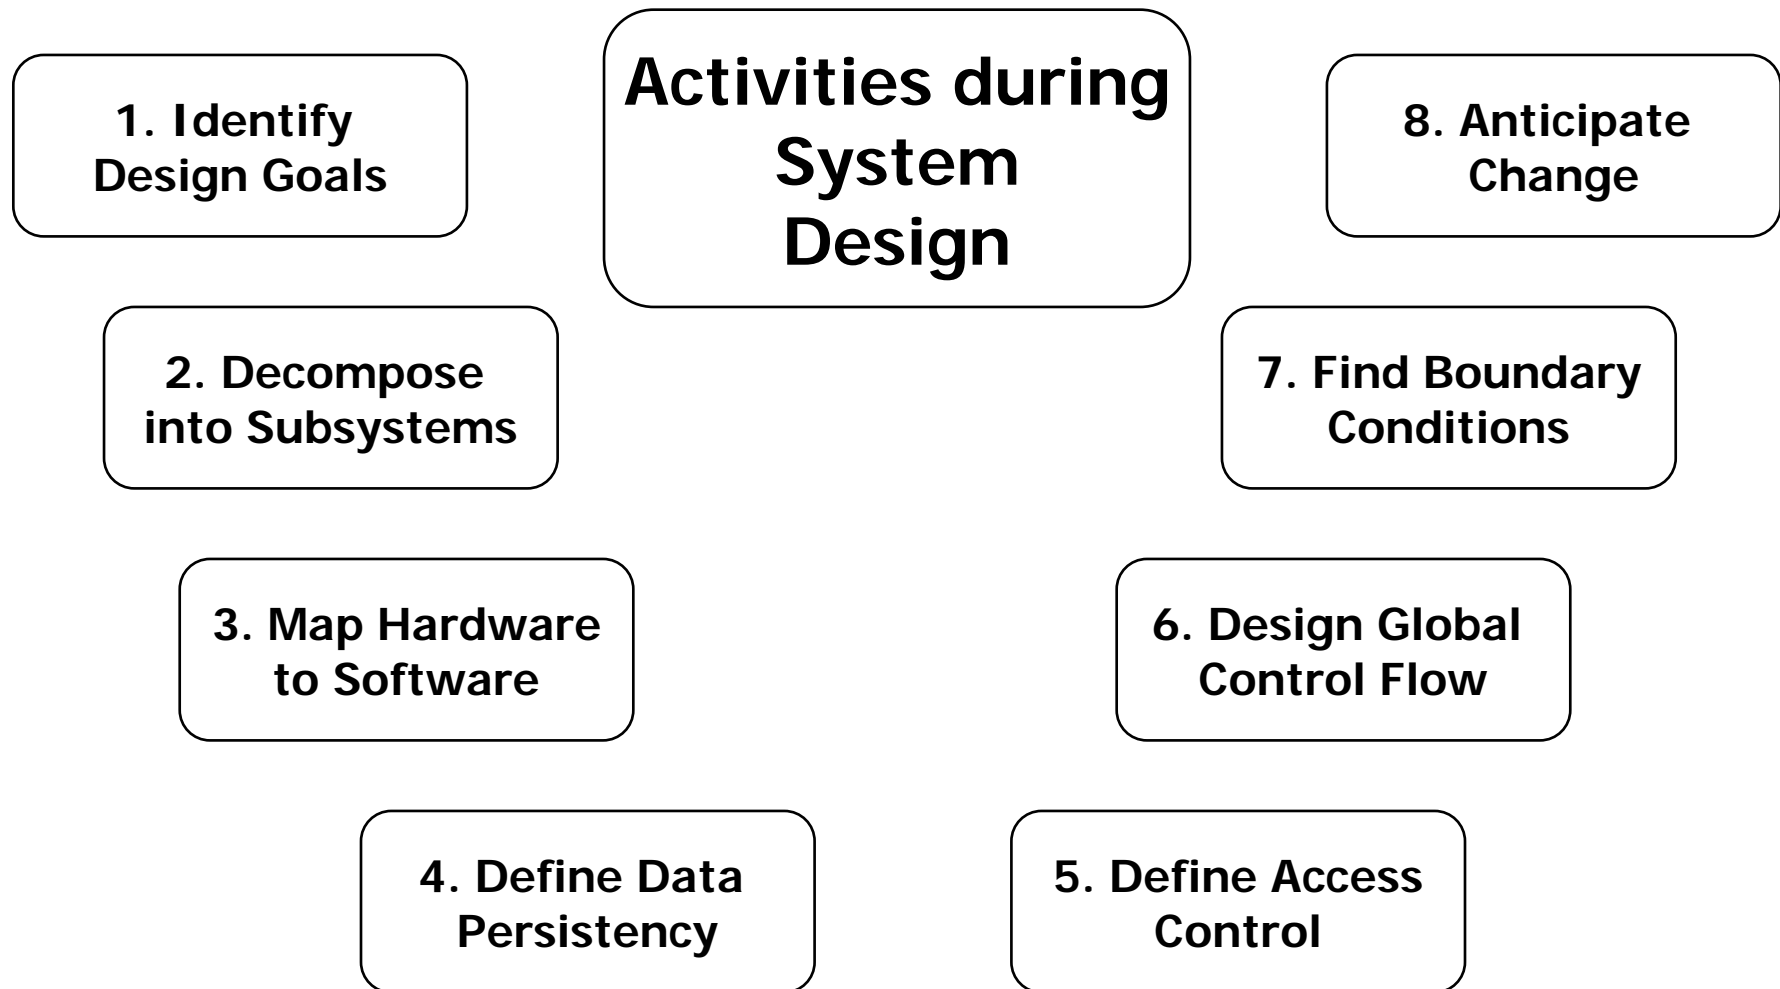 Activities during
System
Design
1. Identify
Design Goals
2. Decompose
into Subsystems
3. Map Hardware
to Software
4. Define Data
Persistency
5. Define Access
Control
6. Design Global
Control Flow
7. Find Boundary
Conditions
8. Anticipate
Change